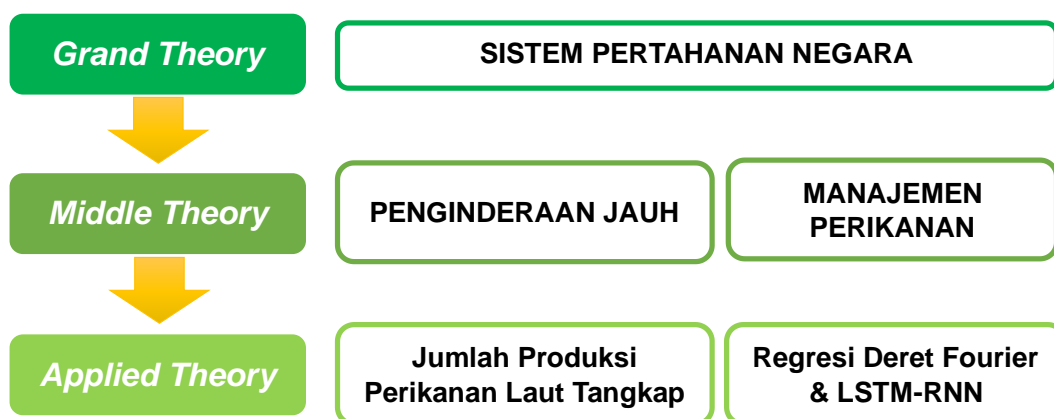 Grand Theory
SISTEM PERTAHANAN NEGARA
Middle Theory
PENGINDERAAN JAUH
MANAJEMEN
PERIKANAN
Applied Theory
Jumlah Produksi
Perikanan Laut Tangkap
Regresi Deret Fourier
& LSTM-RNN